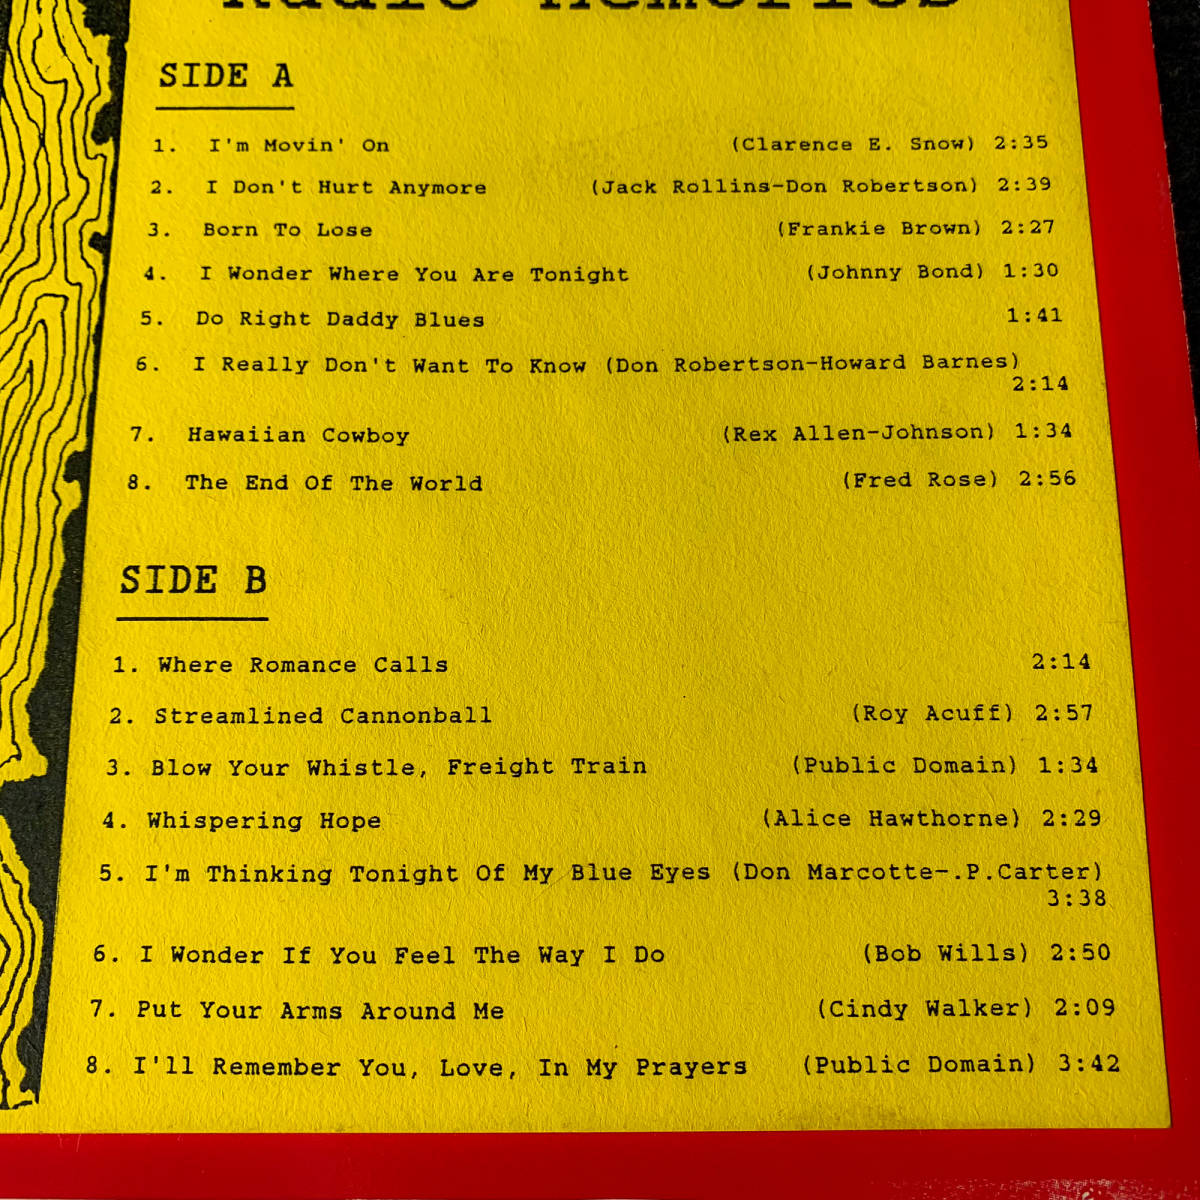 Radio Memories
SIDE A
1. I'm Movin' On (Clarence E. Snow) 2:35
2. I Don't Hurt Anymore (Jack Rollins-Don Robertson) 2:39
3. Born To Lose (Frankie Brown) 2:27
4. I Wonder Where You Are Tonight (Johnny Bond) 1:30
5. Do Right Daddy Blues 1:41
6. I Really Don't Want To Know (Don Robertson-Howard Barnes)
2:14
7. Hawaiian Cowboy (Rex Allen-Johnson) 1:34
8. The End Of The World (Fred Rose) 2:56
SIDE B
1. Where Romance Calls 2:14
2. Streamlined Cannonball (Roy Acuff) 2:57
3. Blow Your Whistle, Freight Train (Public Domain) 1:34
4. Whispering Hope (Alice Hawthorne) 2:29
5. I'm Thinking Tonight Of My Blue Eyes (Don Marcotte-.P.Carter)
3:38
6. I Wonder If You Feel The Way I Do (Bob Wills) 2:50
7. Put Your Arms Around Me (Cindy Walker) 2:09
8. I'll Remember You, Love, In My Prayers (Public Domain) 3:42